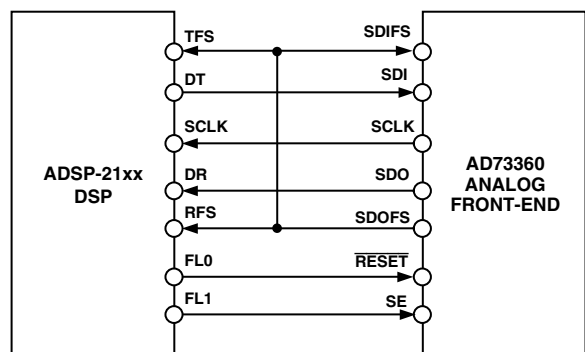 TFS SDIFS
DT SDI
SCLK SCLK
ADSP-21xx
DSP
DR SDO
AD73360
ANALOG
FRONT-END
RFS SDOFS
FL0 RESET
FL1 SE